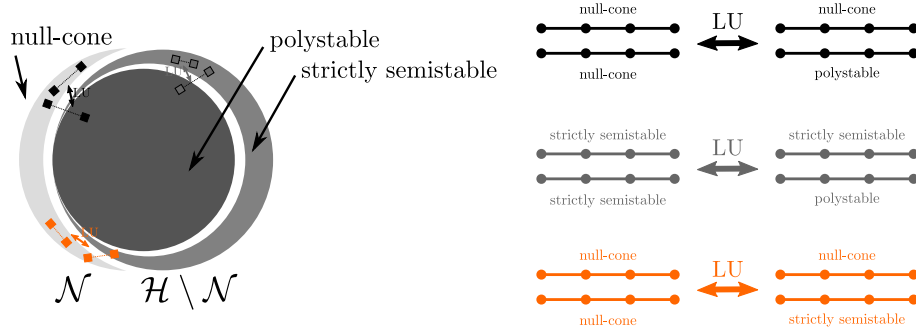 null-cone
polystable
strictly semistable
LU
LU
LU
𝒩
ℋ \ 𝒩
null-cone
LU
null-cone
null-cone
polystable
strictly semistable
LU
strictly semistable
strictly semistable
polystable
null-cone
LU
null-cone
null-cone
strictly semistable